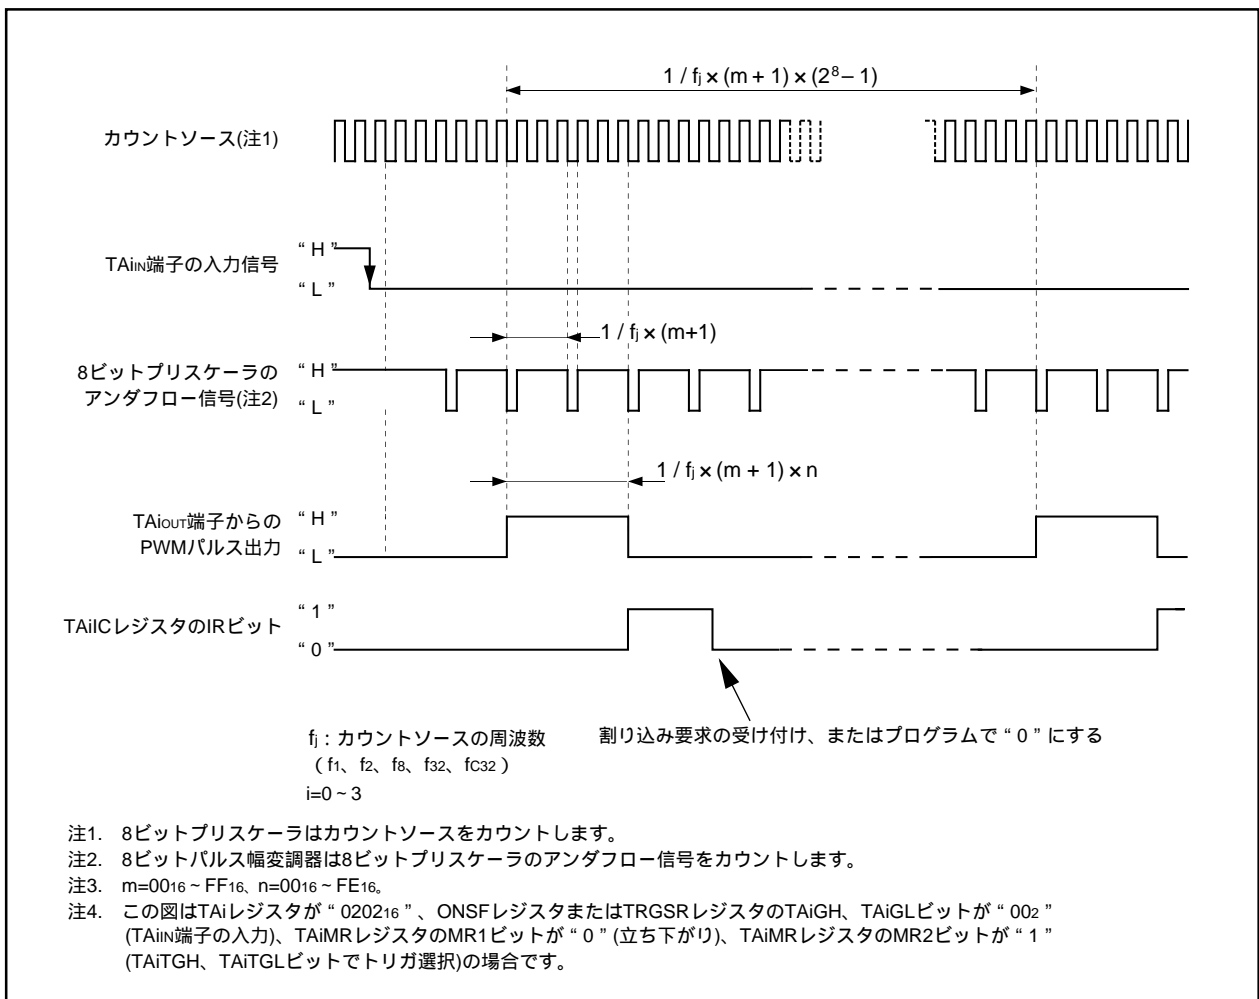 1 / fj × (m + 1) × (2⁸ – 1)
カウントソース(注1)
TAiIN端子の入力信号
“ H ”
“ L ”
1 / fj × (m+1)
8ビットプリスケーラの
アンダフロー信号(注2)
“ H ”
“ L ”
1 / fj × (m + 1) × n
TAiOUT端子からの
PWMパルス出力
“ H ”
“ L ”
TAiICレジスタのIRビット
“ 1 ”
“ 0 ”
fj : カウントソースの周波数
( f1、f2、f8、f32、fC32 )
i=0 ~ 3
割り込み要求の受け付け、またはプログラムで “ 0 ” にする
注1. 8ビットプリスケーラはカウントソースをカウントします。
注2. 8ビットパルス幅変調器は8ビットプリスケーラのアンダフロー信号をカウントします。
注3. m=0016 ~ FF16、n=0016 ~ FE16。
注4. この図はTAiレジスタが “ 020216 ” 、ONSFレジスタまたはTRGSRレジスタのTAiGH、TAiGLビットが “ 002 ”
(TAiIN端子の入力)、TAiMRレジスタのMR1ビットが “ 0 ” (立ち下がり)、TAiMRレジスタのMR2ビットが “ 1 ”
(TAiTGH、TAiTGLビットでトリガ選択)の場合です。